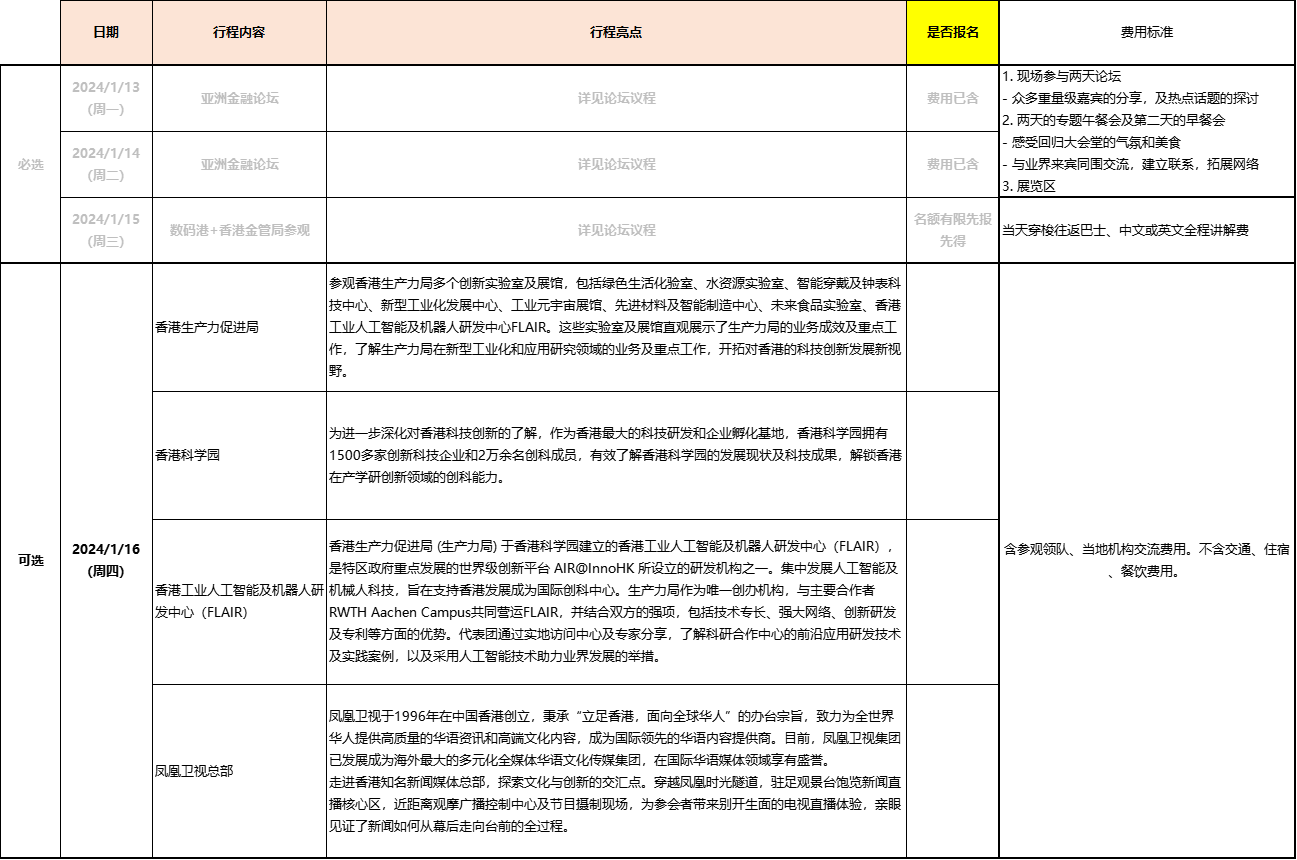 日期
行程内容
行程亮点
是否报名
费用标准
必选
2024/1/13
(周一)
亚洲金融论坛
详见论坛议程
费用已含
1. 现场参与两天论坛
- 众多重量级嘉宾的分享，及热点话题的探讨
2. 两天的专题午餐会及第二天的早餐会
- 感受回归大会堂的气氛和美食
- 与业界来宾同围交流，建立联系，拓展网络
3. 展览区
2024/1/14
(周二)
亚洲金融论坛
详见论坛议程
费用已含
2024/1/15
(周三)
数码港+香港金管局参观
详见论坛议程
名额有限先报
先得
当天穿梭往返巴士、中文或英文全程讲解费
可选
2024/1/16
(周四)
香港生产力促进局
参观香港生产力局多个创新实验室及展馆，包括绿色生活化验室、水资源实验室、智能穿戴及钟表科
技中心、新型工业化发展中心、工业元宇宙展馆、先进材料及智能制造中心、未来食品实验室、香港
工业人工智能及机器人研发中心FLAIR。这些实验室及展馆直观展示了生产力局的业务成效及重点工
作，了解生产力局在新型工业化和应用研究领域的业务及重点工作，开拓对香港的科技创新发展新视
野。
香港科学园
为进一步深化对香港科技创新的了解，作为香港最大的科技研发和企业孵化基地，香港科学园拥有
1500多家创新科技企业和2万余名创科成员，有效了解香港科学园的发展现状及科技成果，解锁香港
在产学研创新领域的创科能力。
香港工业人工智能及机器人研
发中心（FLAIR）
香港生产力促进局 (生产力局) 于香港科学园建立的香港工业人工智能及机器人研发中心（FLAIR），
是特区政府重点发展的世界级创新平台 AIR@InnoHK 所设立的研发机构之一。集中发展人工智能及
机械人科技，旨在支持香港发展成为国际创科中心。生产力局作为唯一创办机构，与主要合作者
RWTH Aachen Campus共同营运FLAIR，并结合双方的强项，包括技术专长、强大网络、创新研发
及专利等方面的优势。代表团通过实地访问中心及专家分享，了解科研合作中心的前沿应用研发技术
及实践案例，以及采用人工智能技术助力业界发展的举措。
凤凰卫视总部
凤凰卫视于1996年在中国香港创立，秉承“立足香港，面向全球华人”的办台宗旨，致力为全世界
华人提供高质量的华语资讯和高端文化内容，成为国际领先的华语内容提供商。目前，凤凰卫视集团
已发展成为海外最大的多元化全媒体华语文化传媒集团，在国际华语媒体领域享有盛誉。
走进香港知名新闻媒体总部，探索文化与创新的交汇点。穿越凤凰时光隧道，驻足观景台饱览新闻直
播核心区，近距离观摩广播控制中心及节目摄制现场，为参会者带来别开生面的电视直播体验，亲眼
见证了新闻如何从幕后走向台前的全过程。
含参观领队、当地机构交流费用。不含交通、住宿
、餐饮费用。